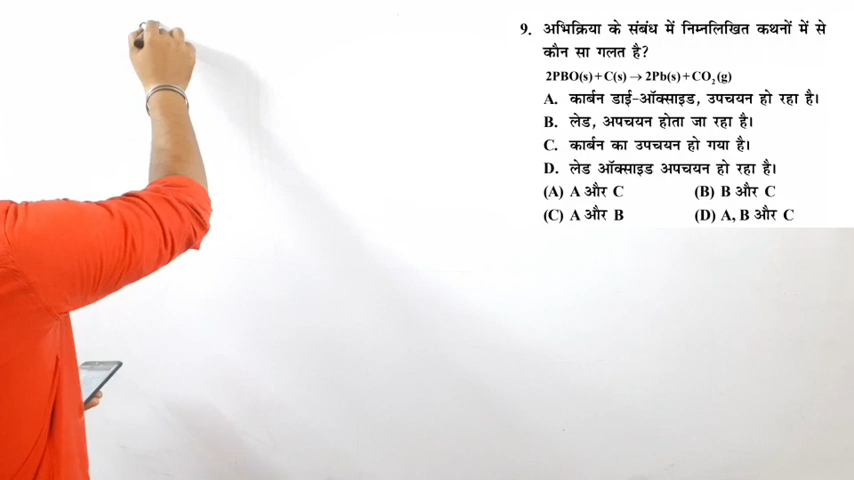 9. अभिक्रिया के संबंध में निम्नलिखित कथनों में से
कौन सा गलत है?
2PBO(s)+C(s) → 2Pb(s)+CO₂(g)
A. कार्बन डाई-ऑक्साइड, उपचयन हो रहा है।
B. लेड, अपचयन होता जा रहा है।
C. कार्बन का उपचयन हो गया है।
D. लेड ऑक्साइड अपचयन हो रहा है।
(A) A और C (B) B और C
(C) A और B (D) A, B और C